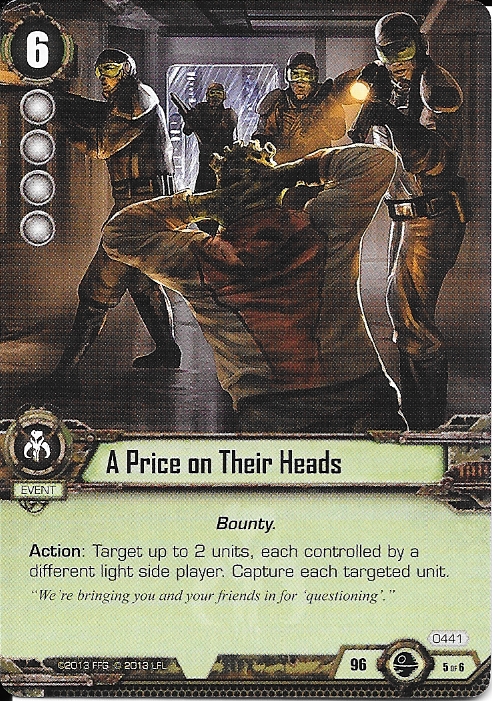 6
A Price on Their Heads
EVENT
Bounty.
Action: Target up to 2 units, each controlled by a
different light side player. Capture each targeted unit.
“We’re bringing you and your friends in for ‘questioning’.”
0441
©2013 FFG © 2013 LFL
96
5 OF 6